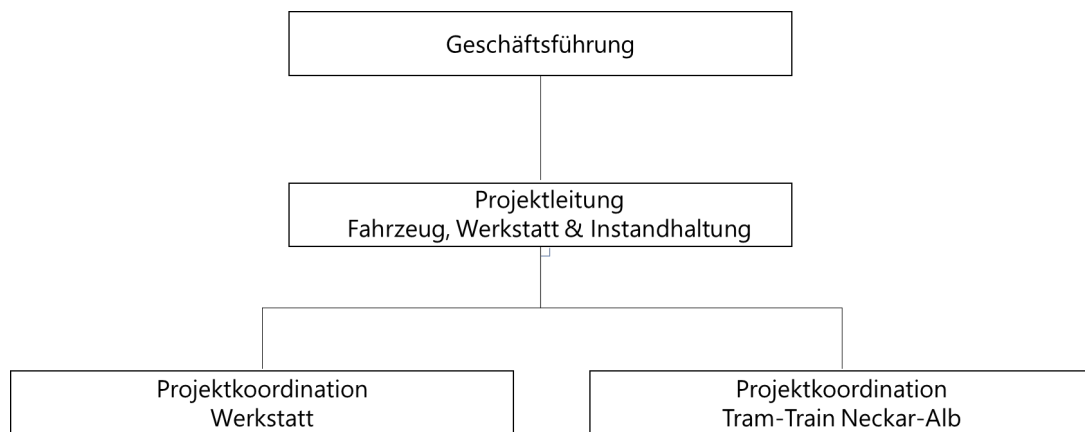 Geschäftsführung
Projektleitung
Fahrzeug, Werkstatt & Instandhaltung
Projektkoordination
Werkstatt
Projektkoordination
Tram-Train Neckar-Alb